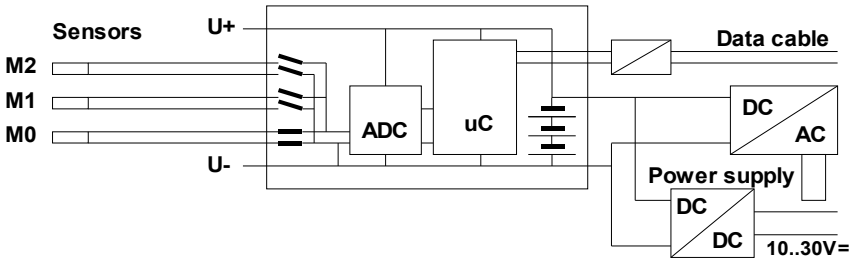 Sensors
U+
M2
M1
M0
U-
ADC
uC
Data cable
DC
AC
Power supply
DC
DC
10..30V=